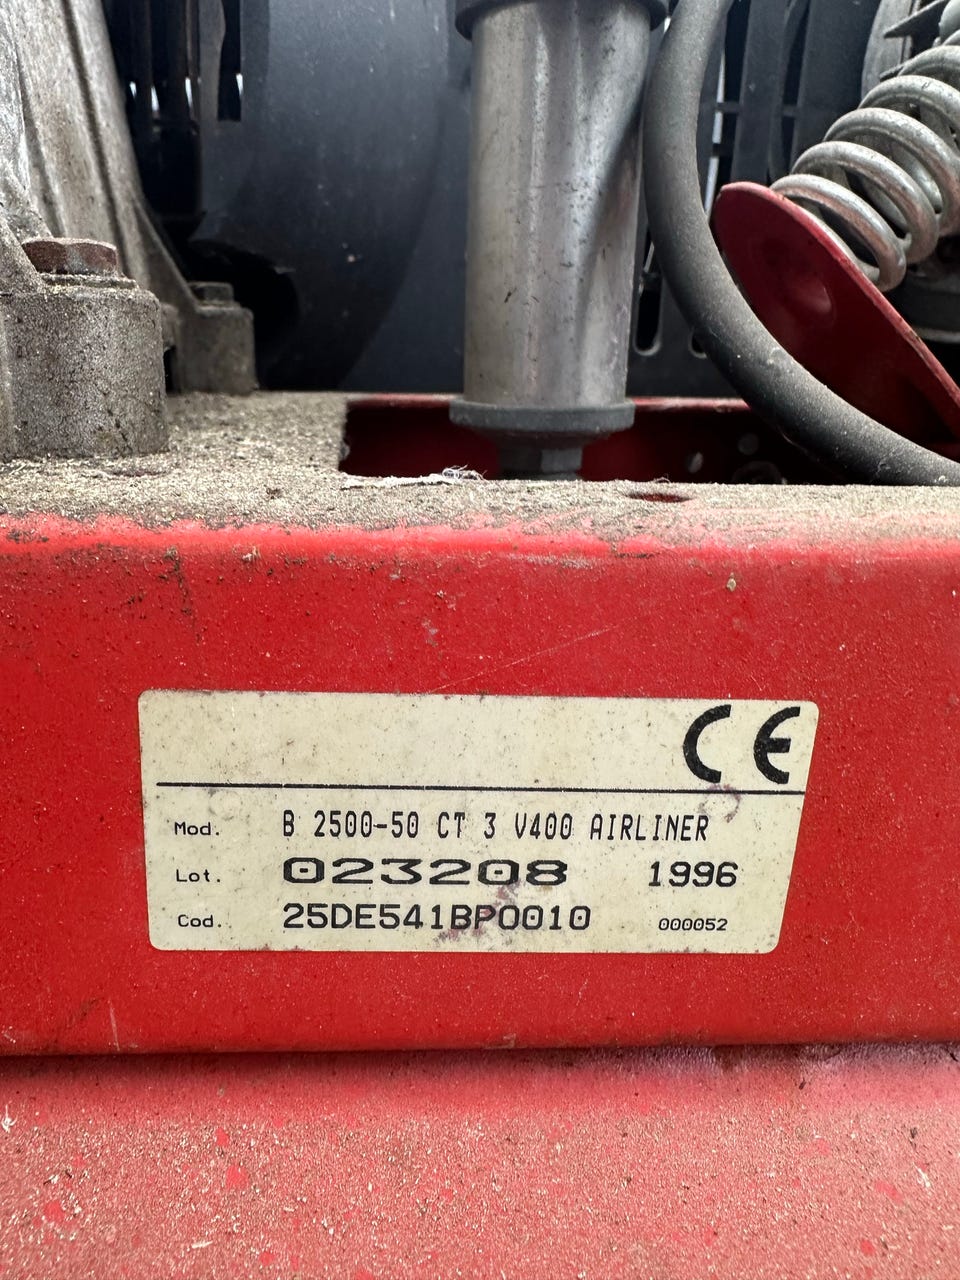 CE
Mod. B 2500-50 CT 3 V400 AIRLINER
Lot. 023208 1996
Cod. 25DE541BP0010 000052